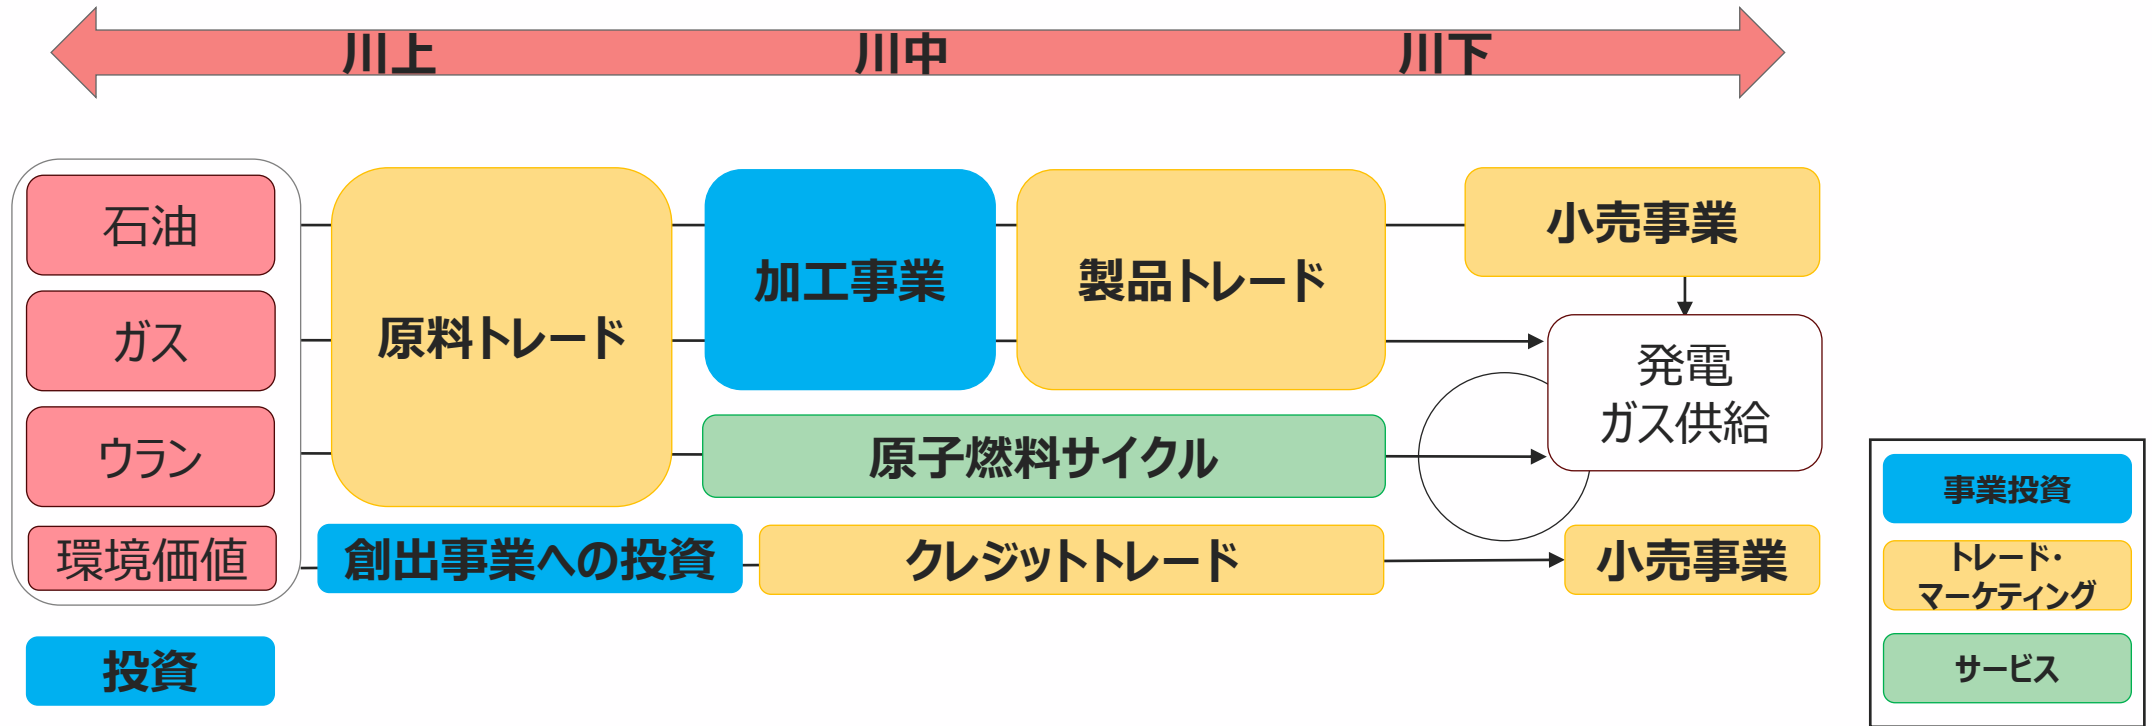 川上
川中
川下
石油
ガス
ウラン
環境価値
投資
原料トレード
創出事業への投資
加工事業
製品トレード
原子燃料サイクル
クレジットトレード
小売事業
発電
ガス供給
小売事業
事業投資
トレード・
マーケティング
サービス